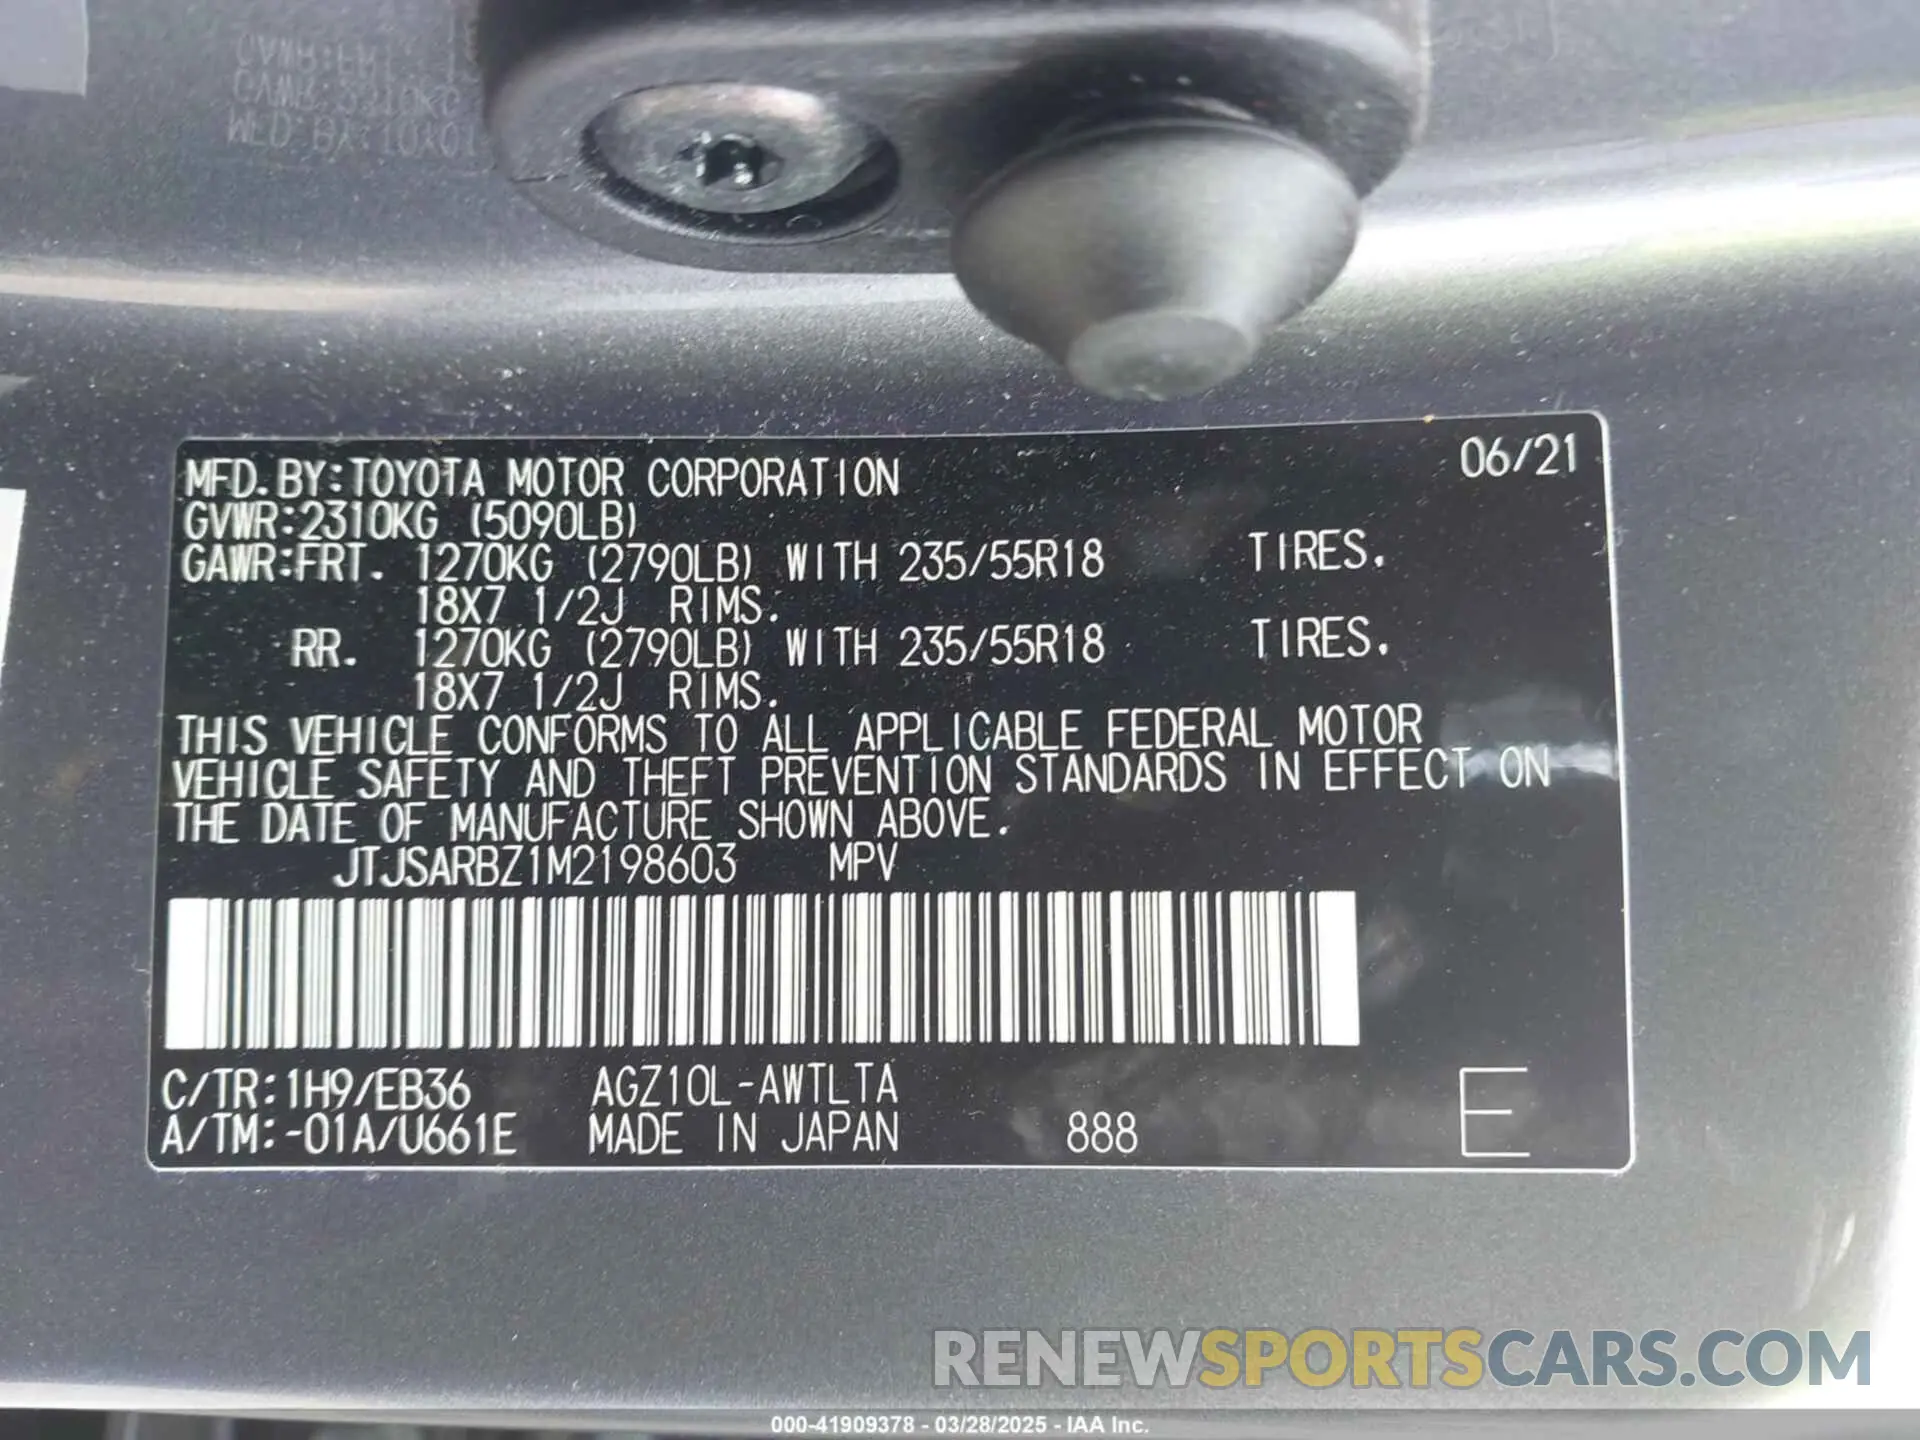 MFD. BY: TOYOTA MOTOR CORPORATION 06/21
GVWR: 2310KG (5090LB)
GAWR: FRT. 1270KG (2790LB) WITH 235/55R18 TIRES.
18X7 1/2J RIMS.
RR. 1270KG (2790LB) WITH 235/55R18 TIRES.
18X7 1/2J RIMS.
THIS VEHICLE CONFORMS TO ALL APPLICABLE FEDERAL MOTOR
VEHICLE SAFETY AND THEFT PREVENTION STANDARDS IN EFFECT ON
THE DATE OF MANUFACTURE SHOWN ABOVE.
JTJSARBZ1M2198603 MPV
C/TR: 1H9/EB36 AGZ10L-AWTLTA
A/TM: -01A/U661E MADE IN JAPAN 888 E
RENEWSPORTSCARS.COM
000-41909378 - 03/28/2025 - IAA Inc.